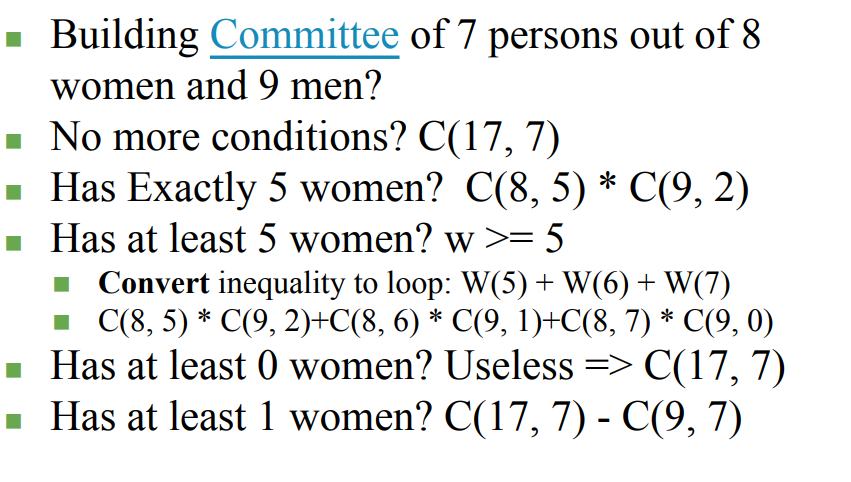 Building Committee of 7 persons out of 8
women and 9 men?
No more conditions? C(17, 7)
Has Exactly 5 women?  C(8, 5) * C(9, 2)
Has at least 5 women? w >= 5
Convert inequality to loop: W(5) + W(6) + W(7)
C(8, 5) * C(9, 2)+C(8, 6) * C(9, 1)+C(8, 7) * C(9, 0)
Has at least 0 women? Useless => C(17, 7)
Has at least 1 women? C(17, 7) - C(9, 7)